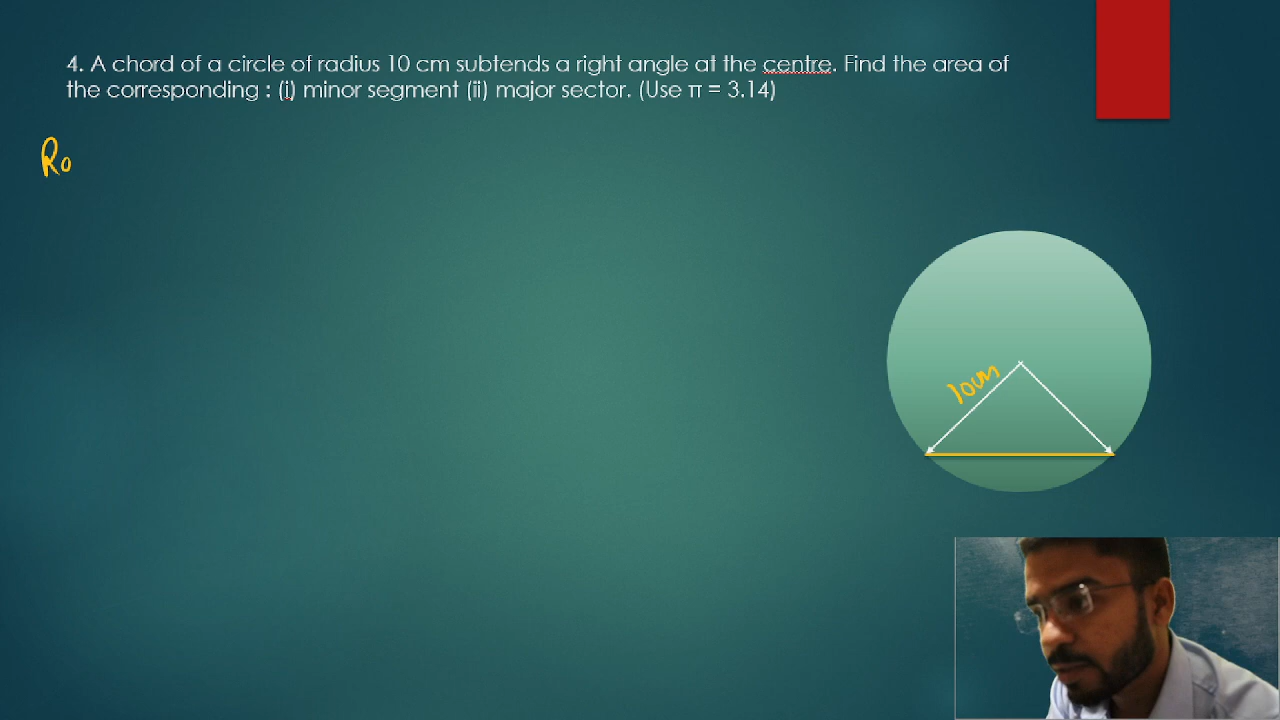 4. A chord of a circle of radius 10 cm subtends a right angle at the centre. Find the area of
the corresponding : (i) minor segment (ii) major sector. (Use π = 3.14)
Ro
10cm